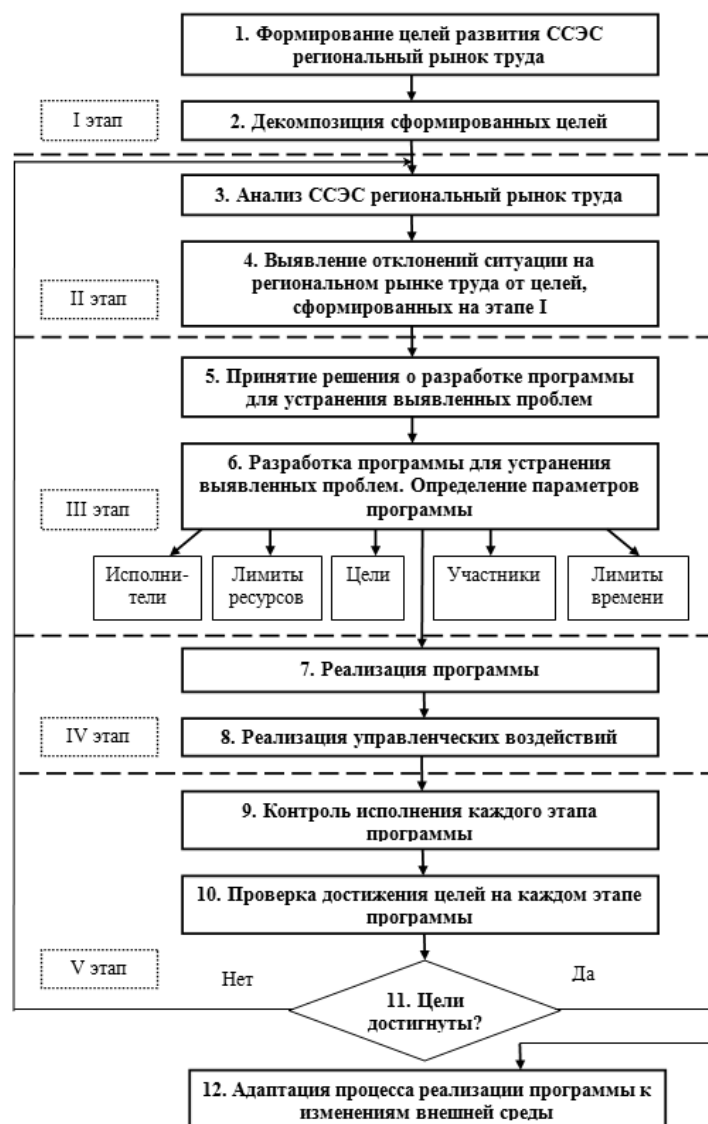 1. Формирование целей развития ССЭС
региональный рынок труда
I этап
2. Декомпозиция сформированных целей
3. Анализ ССЭС региональный рынок труда
4. Выявление отклонений ситуации на
региональном рынке труда от целей,
сформированных на этапе I
II этап
5. Принятие решения о разработке программы
для устранения выявленных проблем
6. Разработка программы для устранения
выявленных проблем. Определение параметров
программы
III этап
Исполни-
тели
Лимиты
ресурсов
Цели
Участники
Лимиты
времени
7. Реализация программы
IV этап
8. Реализация управленческих воздействий
9. Контроль исполнения каждого этапа
программы
10. Проверка достижения целей на каждом этапе
программы
V этап
Нет
Да
11. Цели
достигнуты?
12. Адаптация процесса реализации программы к
изменениям внешней среды